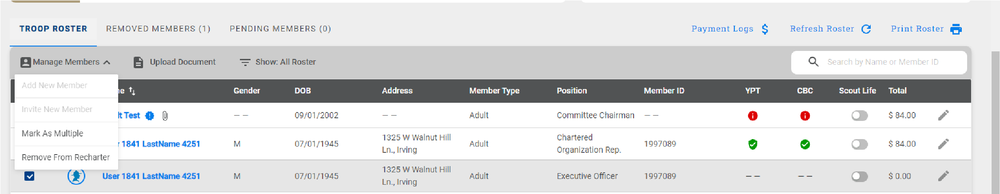 TROOP ROSTER REMOVED MEMBERS (1) PENDING MEMBERS (0) Payment Logs Refresh Roster Print Roster
Manage Members Upload Document Show: All Roster Search by Name or Member ID
Add New Member
Invite New Member
Mark As Multiple
Remove From Recharter
Gender DOB Address Member Type Position Member ID YPT CBC Scout Life Total
Test — — 09/01/2002 — — Adult Committee Chairman — — $ 84.00
1841 LastName 4251 M 07/01/1945 1325 W Walnut Hill Adult Chartered 1997089 $ 84.00
Ln., Irving Organization Rep.
User 1841 LastName 4251 M 07/01/1945 1325 W Walnut Hill Adult Executive Officer 1997089 — — — — $ 0.00
Ln., Irving